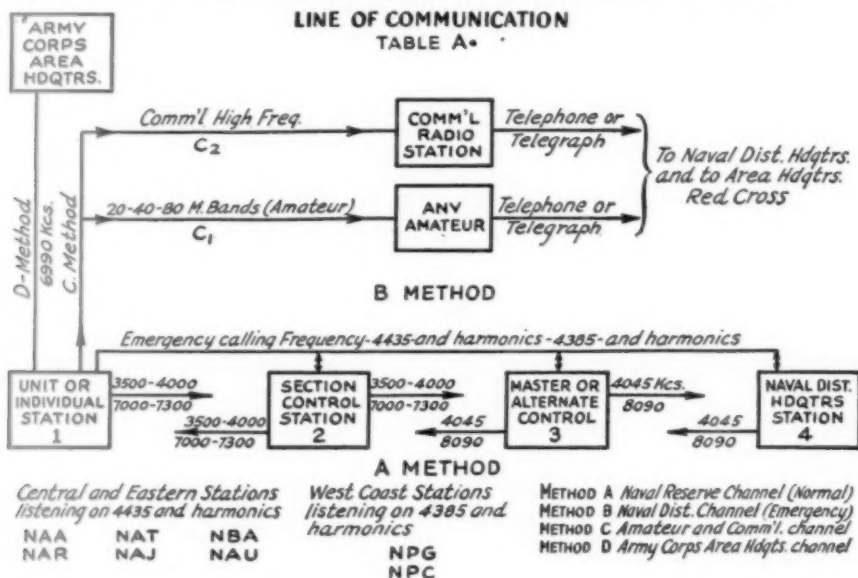 LINE OF COMMUNICATION
TABLE A.
ARMY
CORPS
AREA
HDQTRS.
Comm'l High Freq.
C2
COMM'L
RADIO
STATION
Telephone or
Telegraph
To Naval Dist. Hdqtrs.
and to Area Hdqtrs.
Red Cross
20-40-80 M. Bands (Amateur)
C1
ANY
AMATEUR
Telephone or
Telegraph
D-Method
6990 Kcs.
C. Method
B METHOD
Emergency calling Frequency-4435-and harmonics-4385-and harmonics
UNIT OR
INDIVIDUAL
STATION
1
3500-4000
7000-7300
3500-4000
7000-7300
SECTION
CONTROL
STATION
2
3500-4000
7000-7300
4045
8090
MASTER OR
ALTERNATE
CONTROL
3
4045 Kcs.
8090
4045
8090
NAVAL DIST.
HDQTRS
STATION
4
A METHOD
Central and Eastern Stations
listening on 4435 and harmonics
NAA NAT NBA
NAR NAJ NAU
West Coast Stations
listening on 4385 and
harmonics
NPG
NPC
METHOD A Naval Reserve Channel (Normal)
METHOD B Naval Dist. Channel (Emergency)
METHOD C Amateur and Comm'l. channel
METHOD D Army Corps Area Hdqts. channel